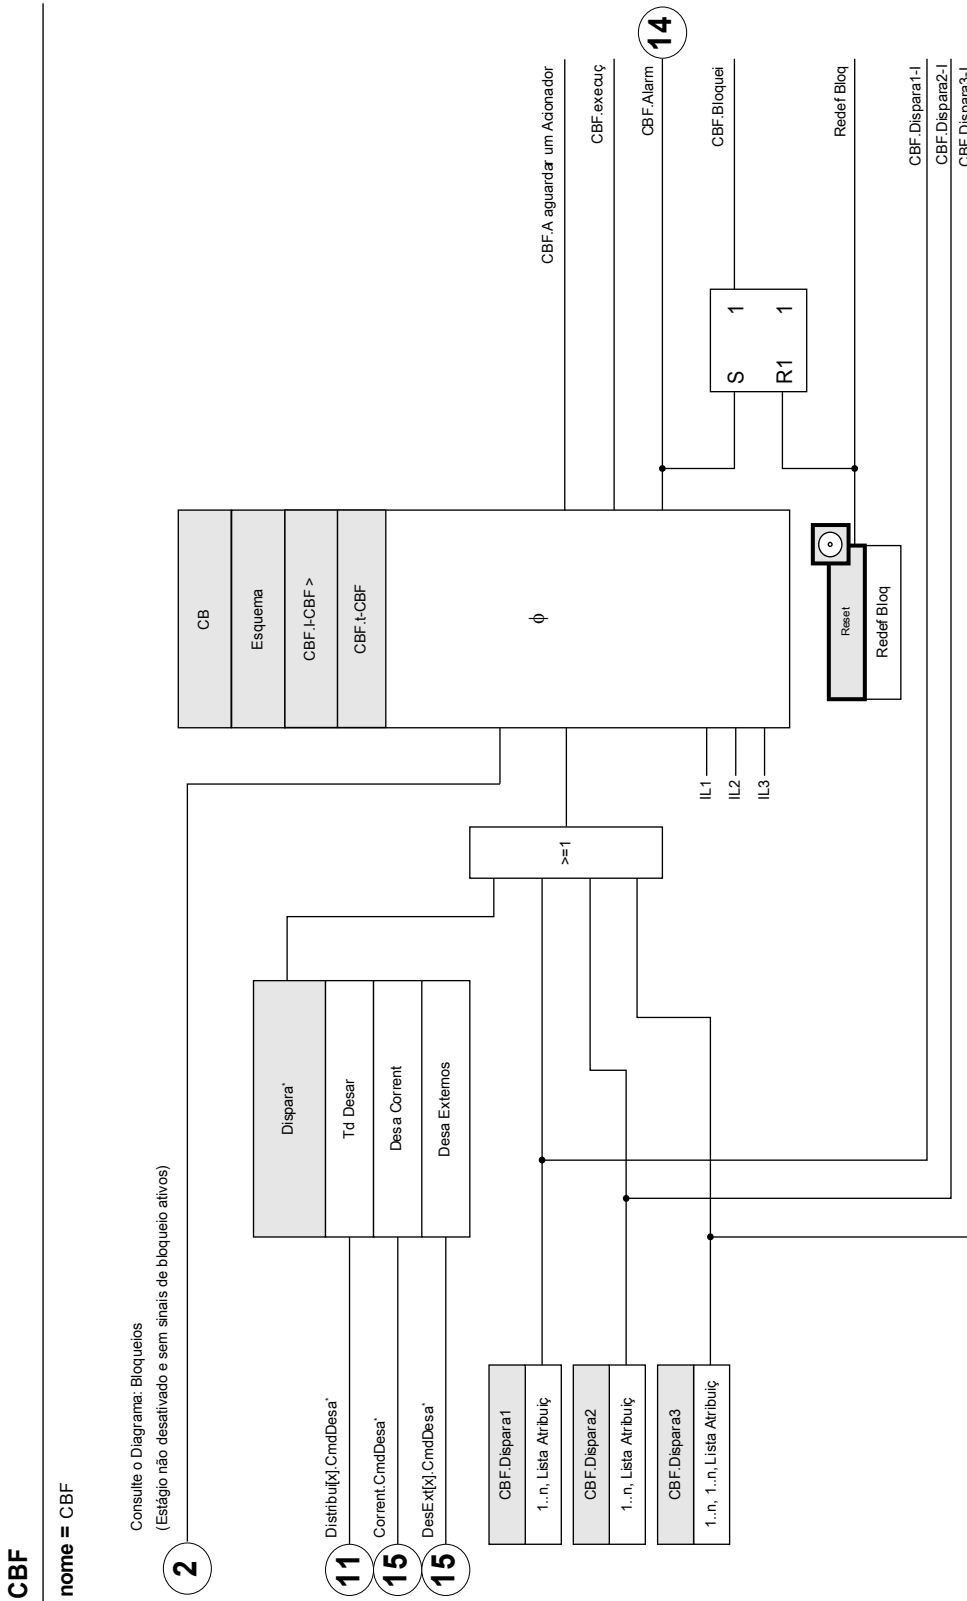 CBF
nome = CBF
Consulte o Diagrama: Bloqueios
(Estágio não desativado e sem sinais de bloqueio ativos)
2
CB
Esquema
CBF.I-CBF >
CBF.t-CBF
ϕ
Dispara*
Td Desar
Desa Corrent
Desa Externos
11
Distribui[x].CmdDesa*
15
Corrent.CmdDesa*
15
DesExt[x].CmdDesa*
>=1
CBF.Dispara1
1..n, Lista Atribuiç
CBF.Dispara2
1..n, Lista Atribuiç
CBF.Dispara3
1..n, 1..n, Lista Atribuiç
IL1
IL2
IL3
CBF.A aguardar um Acionador
CBF.execuç
CBF.Alarm
14
S 1
R1 1
CBF.Bloquei
Reset
Redef Bloq
Redef Bloq
CBF.Dispara1-I
CBF.Dispara2-I
CBF.Dispara3-I